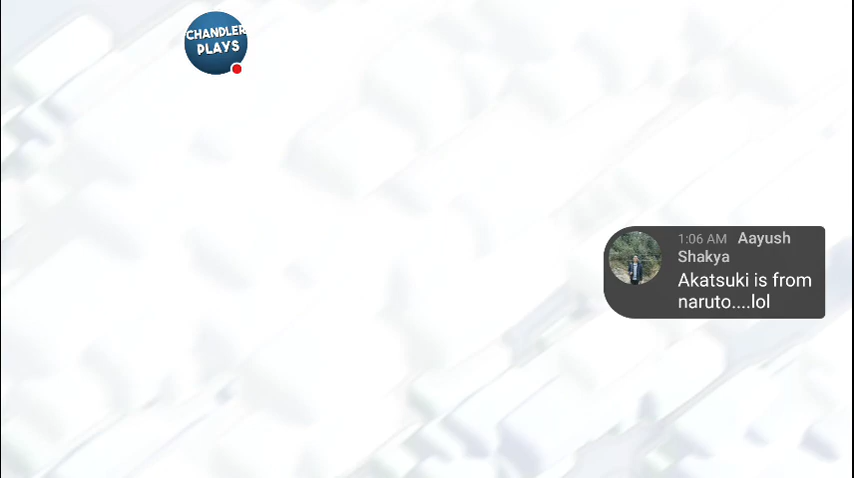 CHANDLER
PLAYS
1:06 AM Aayush
Shakya
Akatsuki is from
naruto....lol